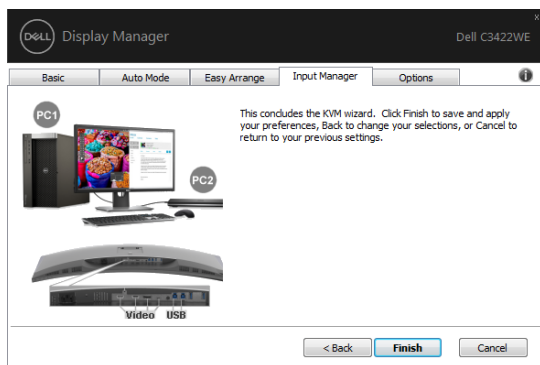 x
DELL Display Manager
Dell C3422WE
Basic Auto Mode Easy Arrange Input Manager Options i
PC1
This concludes the KVM wizard. Click Finish to save and apply
your preferences, Back to change your selections, or Cancel to
return to your previous settings.
PC2
Video USB
< Back Finish Cancel